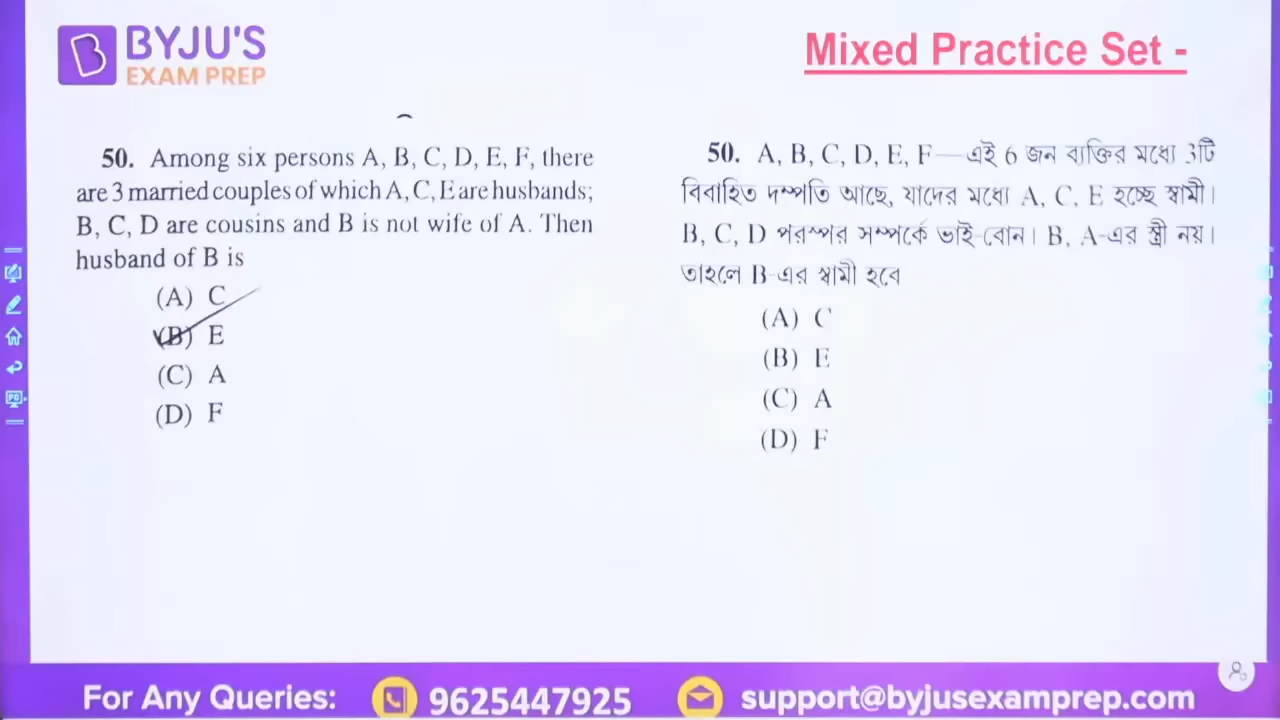 BYJU'S
EXAM PREP
Mixed Practice Set -
50. Among six persons A, B, C, D, E, F, there
are 3 married couples of which A, C, E are husbands;
B, C, D are cousins and B is not wife of A. Then
husband of B is
(A) C
(B) E
(C) A
(D) F
50. A, B, C, D, E, F—এই 6 জন ব্যক্তির মধ্যে 3টি
বিবাহিত দম্পতি আছে, যাদের মধ্যে A, C, E হচ্ছে স্বামী।
B, C, D পরস্পর সম্পর্কে ভাই-বোন। B, A-এর স্ত্রী নয়।
তাহলে B-এর স্বামী হবে
(A) C
(B) E
(C) A
(D) F
For Any Queries: 9625447925 support@byjusexamprep.com